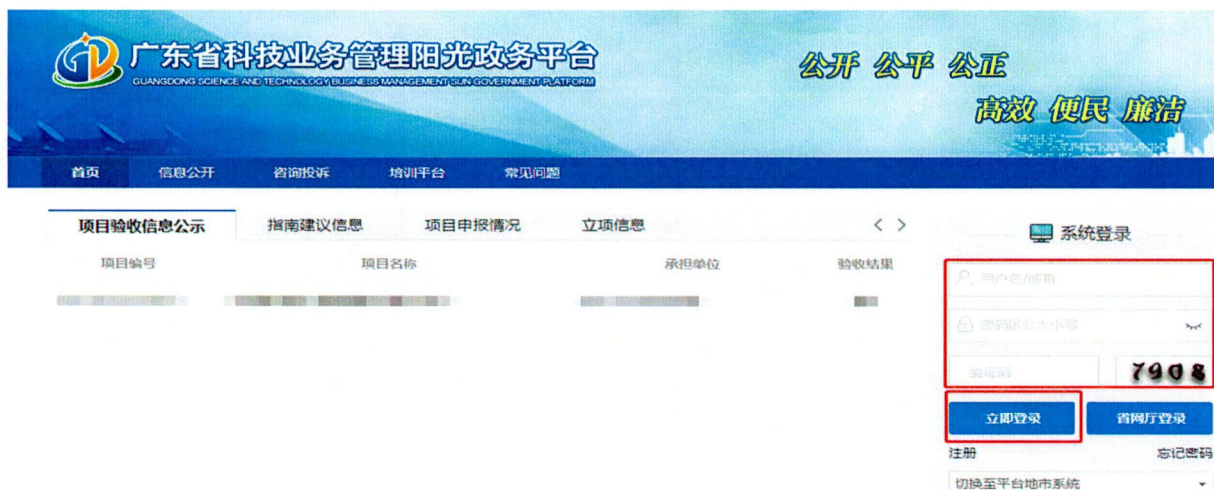 广东省科技业务管理阳光政务平台
GUANGDONG SCIENCE AND TECHNOLOGY BUSINESS MANAGEMENT SUN GOVERNMENT PLATFORM
公开 公平 公正
高效 便民 廉洁
首页 信息公开 咨询投诉 培训平台 常见问题
项目验收信息公示 指南建议信息 项目申报情况 立项信息 < >
系统登录
项目编号 项目名称 承担单位 验收结果
用户名/邮箱
密码区分大小写
验证码 7908
立即登录 省网厅登录
注册 忘记密码
切换至平台地市系统